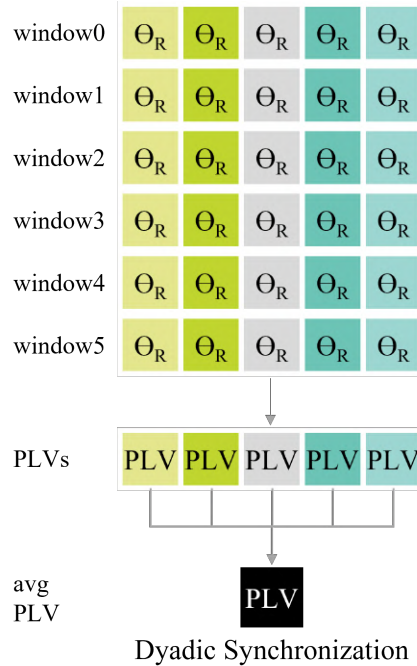 window0 ϴR ϴR ϴR ϴR ϴR
window1 ϴR ϴR ϴR ϴR ϴR
window2 ϴR ϴR ϴR ϴR ϴR
window3 ϴR ϴR ϴR ϴR ϴR
window4 ϴR ϴR ϴR ϴR ϴR
window5 ϴR ϴR ϴR ϴR ϴR
PLVs PLV PLV PLV PLV PLV
avg
PLV PLV
Dyadic Synchronization